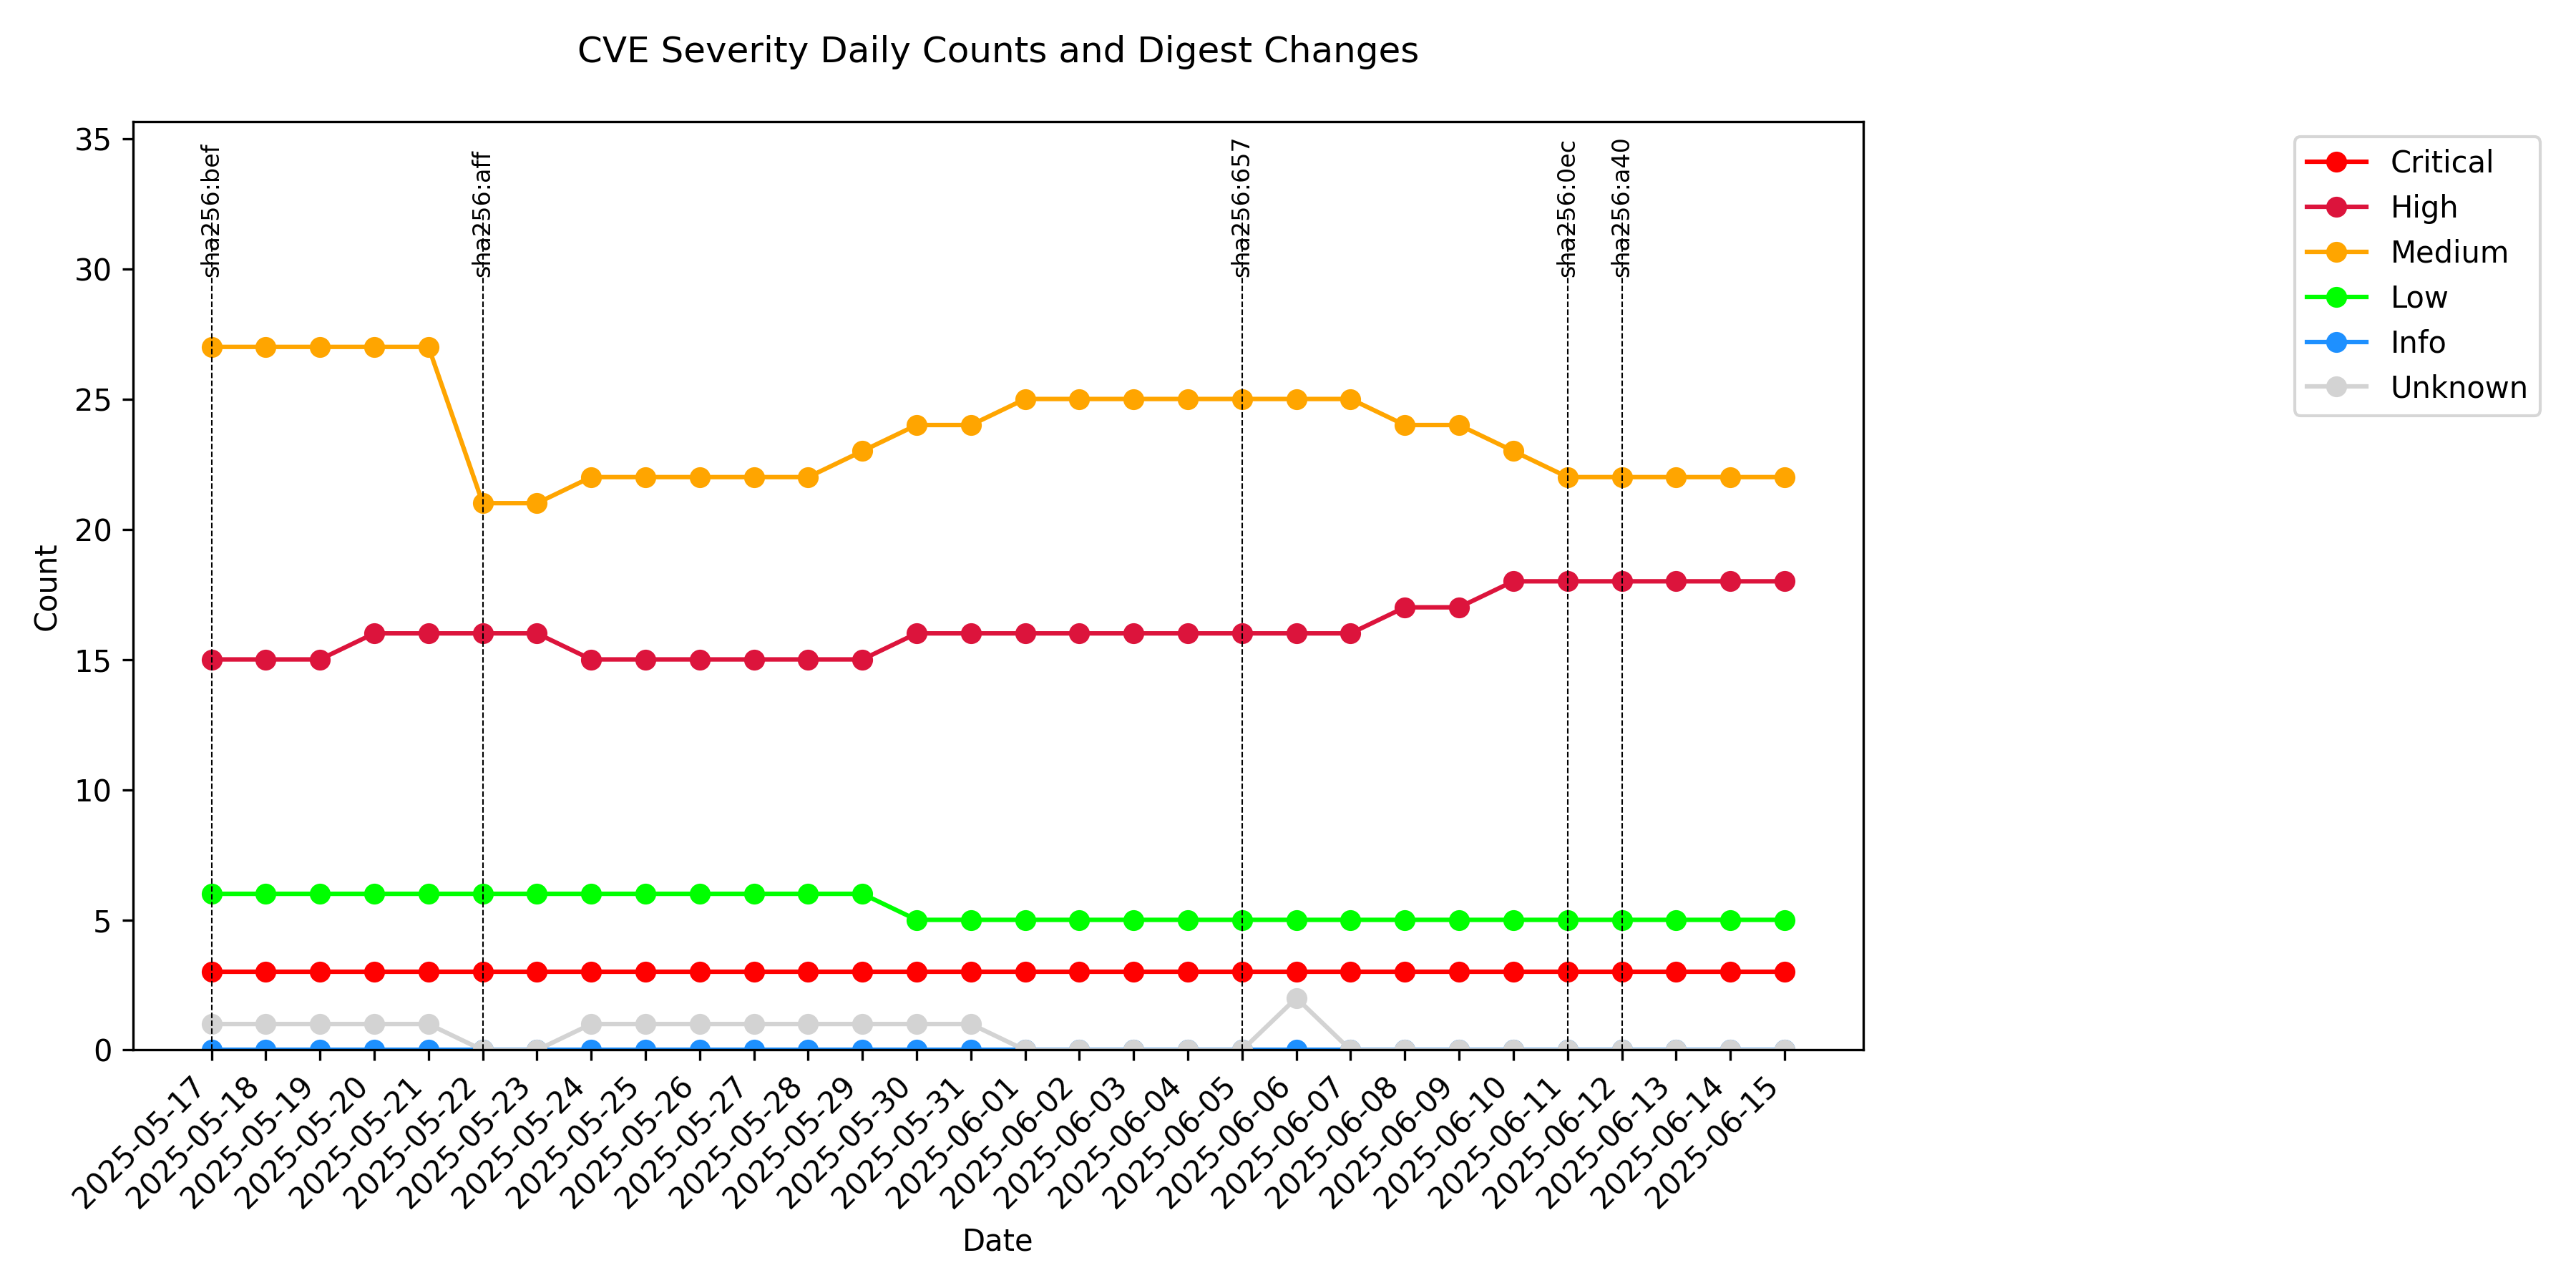 CVE Severity Daily Counts and Digest Changes
35
30
25
20
15
10
5
0
Count
sha256:bef
sha256:aff
sha256:657
sha256:0ec
sha256:a40
Critical
High
Medium
Low
Info
Unknown
2025-05-17
2025-05-18
2025-05-19
2025-05-20
2025-05-21
2025-05-22
2025-05-23
2025-05-24
2025-05-25
2025-05-26
2025-05-27
2025-05-28
2025-05-29
2025-05-30
2025-05-31
2025-06-01
2025-06-02
2025-06-03
2025-06-04
2025-06-05
2025-06-06
2025-06-07
2025-06-08
2025-06-09
2025-06-10
2025-06-11
2025-06-12
2025-06-13
2025-06-14
2025-06-15
Date